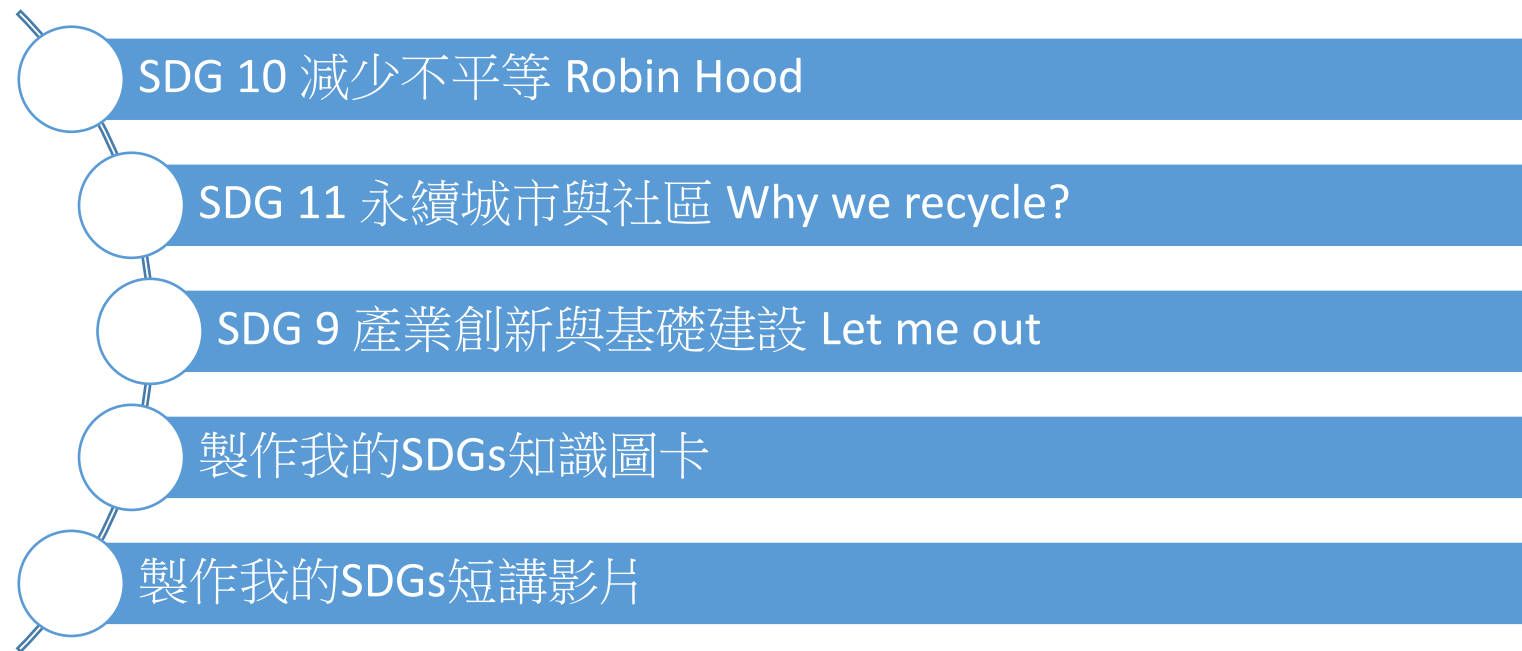 SDG 10 減少不平等 Robin Hood
SDG 11 永續城市與社區 Why we recycle?
SDG 9 產業創新與基礎建設 Let me out
製作我的SDGs知識圖卡
製作我的SDGs短講影片